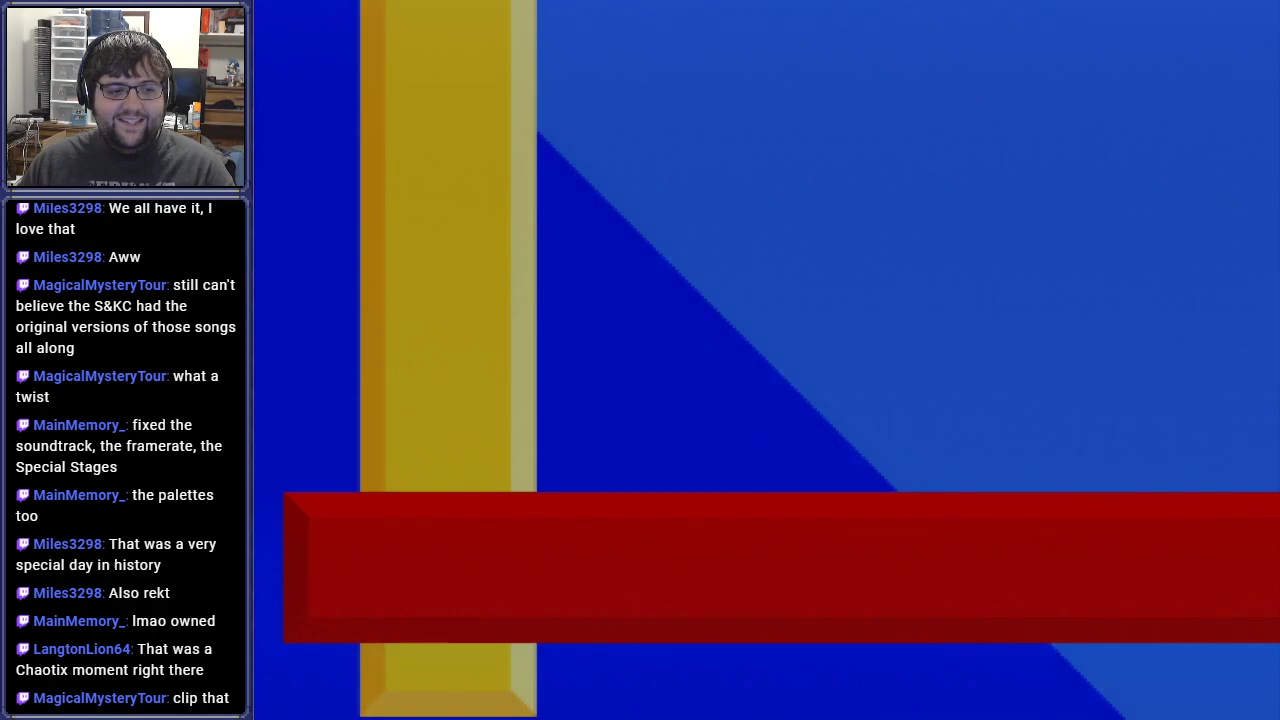 Miles3298: We all have it, I
love that
Miles3298: Aww
MagicalMysteryTour: still can't
believe the S&KC had the
original versions of those songs
all along
MagicalMysteryTour: what a
twist
MainMemory_: fixed the
soundtrack, the framerate, the
Special Stages
MainMemory_: the palettes
too
Miles3298: That was a very
special day in history
Miles3298: Also rekt
MainMemory_: lmao owned
LangtonLion64: That was a
Chaotix moment right there
MagicalMysteryTour: clip that